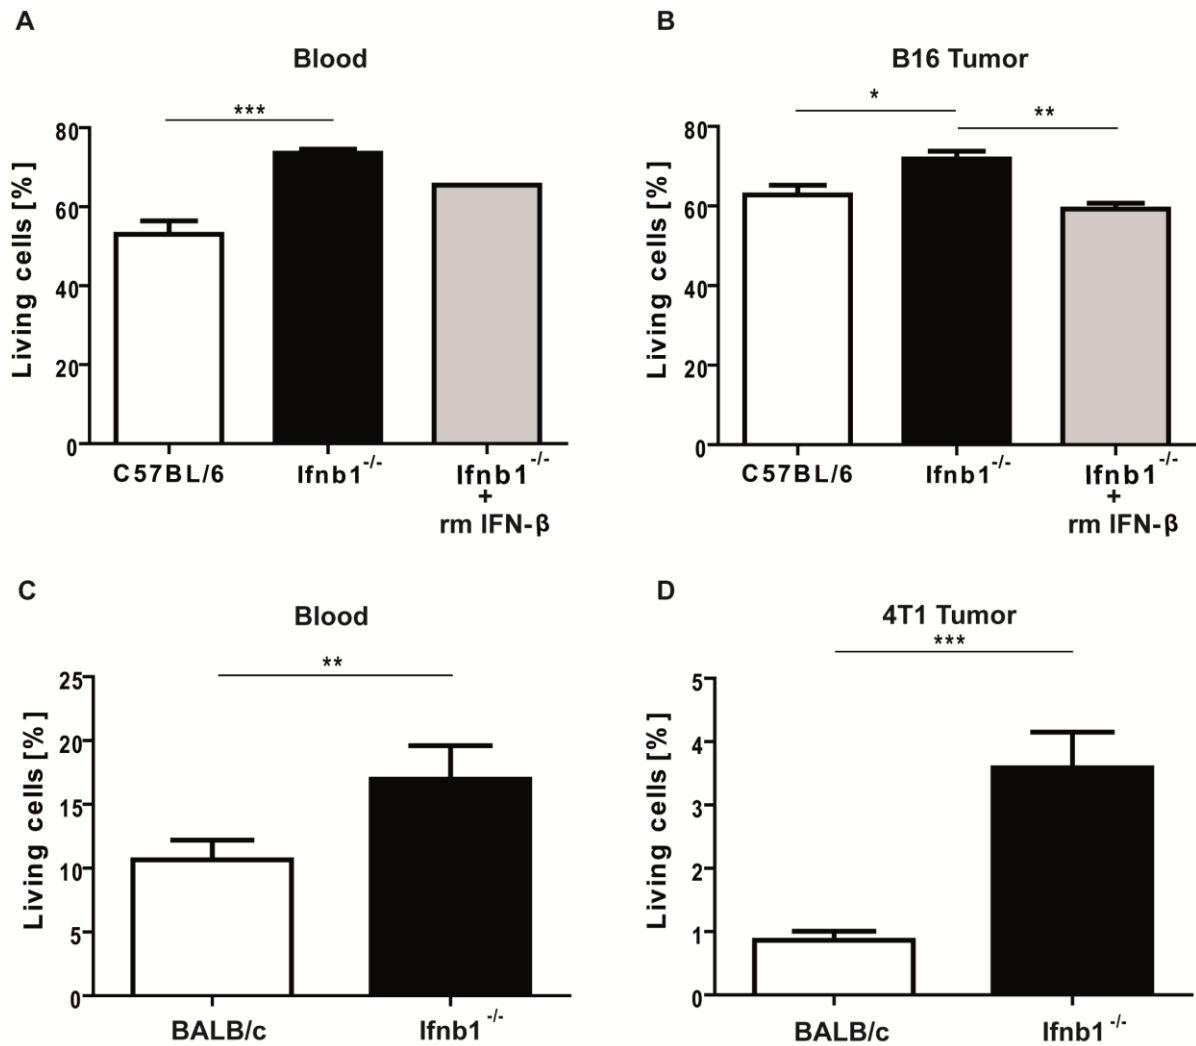 A
Blood
***
Living cells [%]
80
60
40
20
0
C57BL/6
Ifnb1-/-
Ifnb1-/-
+
rm IFN-β
B
B16 Tumor
*
**
Living cells [%]
80
60
40
20
0
C57BL/6
Ifnb1-/-
Ifnb1-/-
+
rm IFN-β
C
Blood
**
Living cells [%]
25
20
15
10
5
0
BALB/c
Ifnb1-/-
D
4T1 Tumor
***
Living cells [%]
5
4
3
2
1
0
BALB/c
Ifnb1-/-